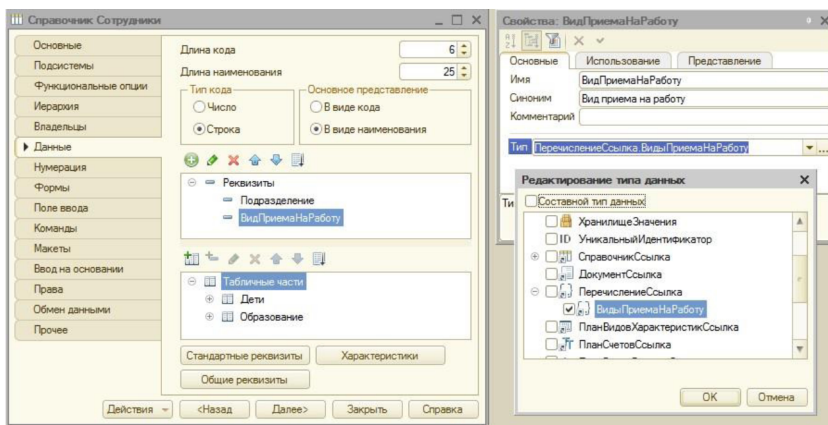 Справочник Сотрудники
Основные
Подсистемы
Функциональные опции
Иерархия
Владельцы
Данные
Нумерация
Формы
Поле ввода
Команды
Макеты
Ввод на основании
Права
Обмен данными
Прочее
Длина кода
6
Длина наименования
25
Тип кода
Число
Строка
Основное представление
В виде кода
В виде наименования
Реквизиты
Подразделение
ВидПриемаНаРаботу
Табличные части
Дети
Образование
Стандартные реквизиты
Характеристики
Общие реквизиты
Действия
<Назад
Далее>
Закрыть
Справка
Свойства: ВидПриемаНаРаботу
Основные
Использование
Представление
Имя
ВидПриемаНаРаботу
Синоним
Вид приема на работу
Комментарий
Тип
ПеречислениеСсылка.ВидыПриемаНаРаботу
...
Ти
Редактирование типа данных
Составной тип данных
ХранилищеЗначения
УникальныйИдентификатор
СправочникСсылка
ДокументСсылка
ПеречислениеСсылка
ВидыПриемаНаРаботу
ПланВидовХарактеристикСсылка
ПланСчетовСсылка
OK
Отмена